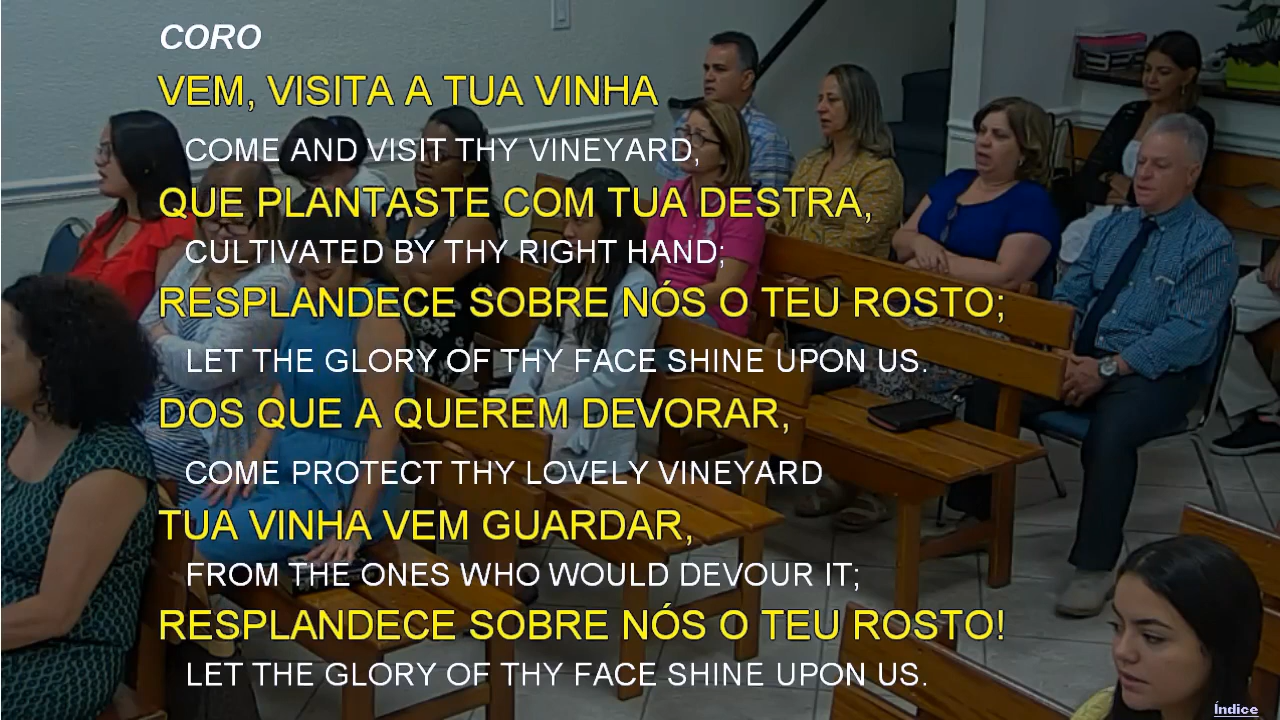 CORO
VEM, VISITA A TUA VINHA
COME AND VISIT THY VINEYARD,
QUE PLANTASTE COM TUA DESTRA,
CULTIVATED BY THY RIGHT HAND;
RESPLANDECE SOBRE NÓS O TEU ROSTO;
LET THE GLORY OF THY FACE SHINE UPON US.
DOS QUE A QUEREM DEVORAR,
COME PROTECT THY LOVELY VINEYARD
TUA VINHA VEM GUARDAR,
FROM THE ONES WHO WOULD DEVOUR IT;
RESPLANDECE SOBRE NÓS O TEU ROSTO!
LET THE GLORY OF THY FACE SHINE UPON US.
Índice